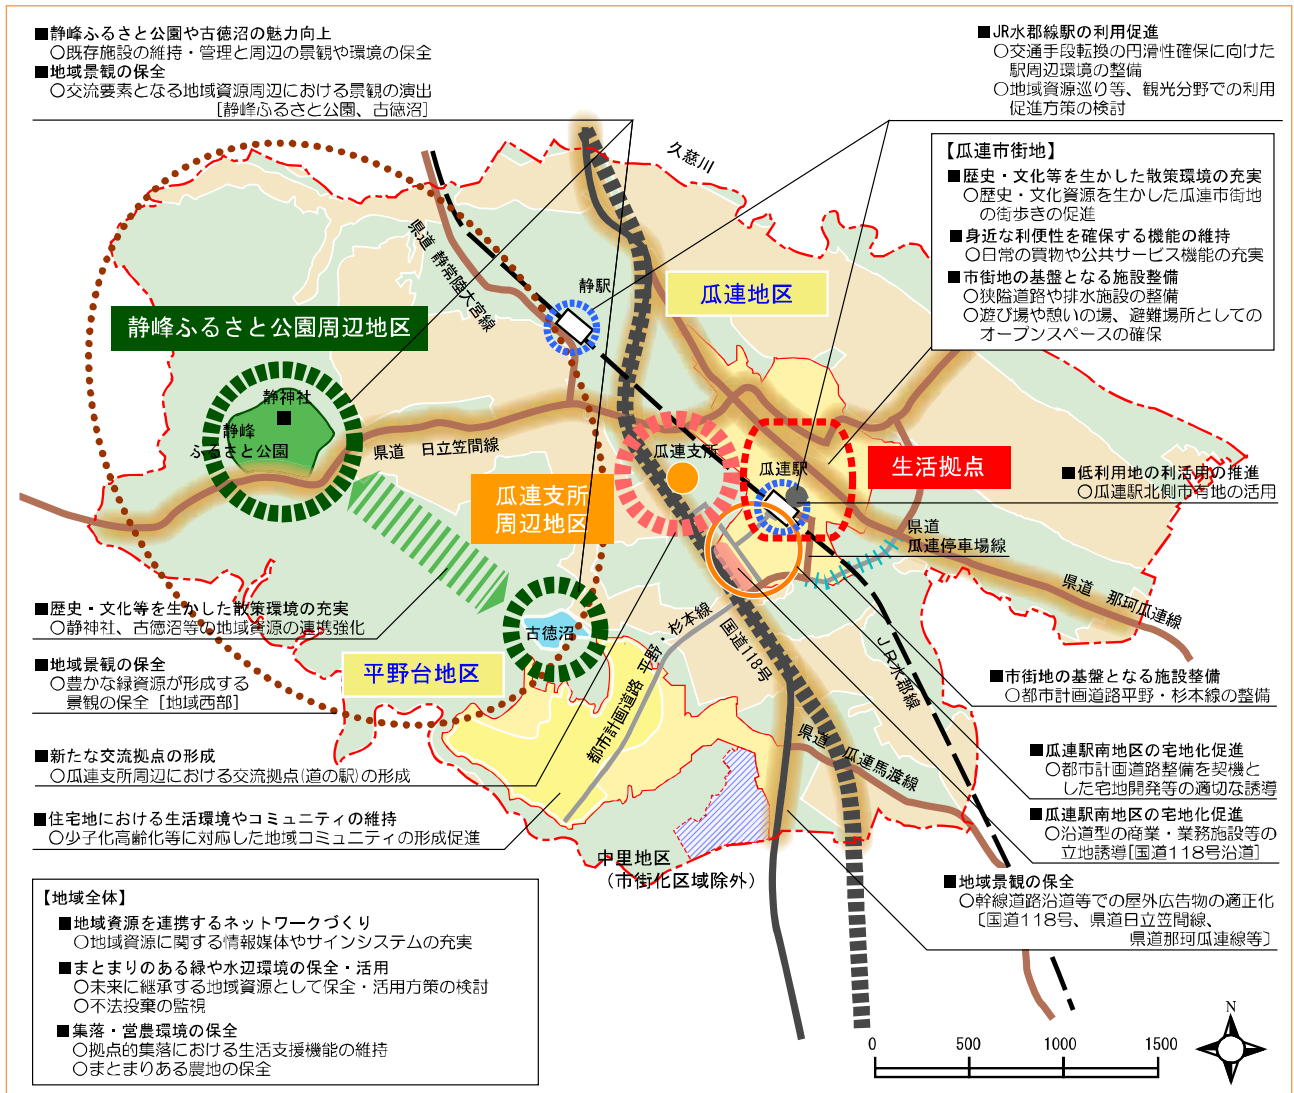 ■静峰ふるさと公園や古徳沼の魅力向上
○既存施設の維持・管理と周辺の景観や環境の保全
■地域景観の保全
○交流要素となる地域資源周辺における景観の演出
[静峰ふるさと公園、古徳沼]
■JR水郡線駅の利用促進
○交通手段転換の円滑性確保に向けた
駅周辺環境の整備
○地域資源巡り等、観光分野での利用
促進方策の検討
【瓜連市街地】
■歴史・文化等を生かした散策環境の充実
○歴史・文化資源を生かした瓜連市街地
の街歩きの促進
■身近な利便性を確保する機能の維持
○日常の買物や公共サービス機能の充実
■市街地の基盤となる施設整備
○狭隘道路や排水施設の整備
○遊び場や憩いの場、避難場所としての
オープンスペースの確保
久慈川
県道 静常陸大宮線
静駅
瓜連地区
静峰ふるさと公園周辺地区
静神社
静峰
ふるさと公園
県道 日立笠間線
瓜連支所
瓜連駅
生活拠点
瓜連支所
周辺地区
■低利用地の利活用の推進
○瓜連駅北側市有地の活用
県道
瓜連停車場線
県道 那珂瓜連線
■歴史・文化等を生かした散策環境の充実
○静神社、古徳沼等の地域資源の連携強化
古徳沼
都市計画道路 平野・杉本線
国道118号
JR水郡線
■地域景観の保全
○豊かな緑資源が形成する
景観の保全［地域西部］
平野台地区
■市街地の基盤となる施設整備
○都市計画道路平野・杉本線の整備
県道 瓜連馬渡線
■新たな交流拠点の形成
○瓜連支所周辺における交流拠点(道の駅)の形成
■瓜連駅南地区の宅地化促進
○都市計画道路整備を契機と
した宅地開発等の適切な誘導
■住宅地における生活環境やコミュニティの維持
○少子化高齢化等に対応した地域コミュニティの形成促進
■瓜連駅南地区の宅地化促進
○沿道型の商業・業務施設等の
立地誘導[国道118号沿道]
中里地区
（市街化区域除外）
■地域景観の保全
○幹線道路沿道等での屋外広告物の適正化
〔国道118号、県道日立笠間線、
県道那珂瓜連線等］
【地域全体】
■地域資源を連携するネットワークづくり
○地域資源に関する情報媒体やサインシステムの充実
■まとまりのある緑や水辺環境の保全・活用
○未来に継承する地域資源として保全・活用方策の検討
○不法投棄の監視
■集落・営農環境の保全
○拠点的集落における生活支援機能の維持
○まとまりある農地の保全
N
0 500 1000 1500